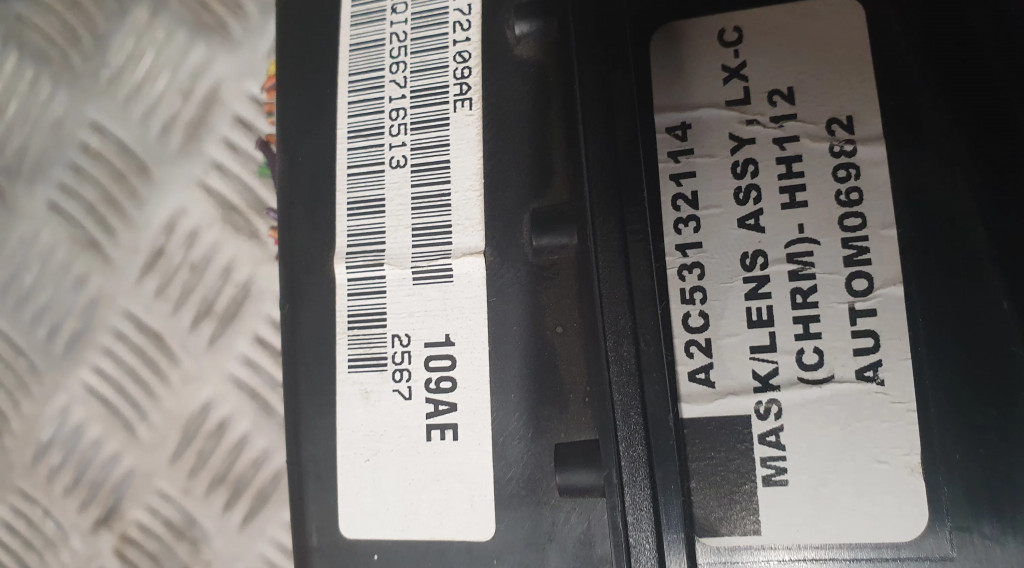 72109AE
QI256716513
109AE
2567
A2C53132114
MASK/LENS ASSY, LX-C
(CHRM)- HH112
AUTOM06982